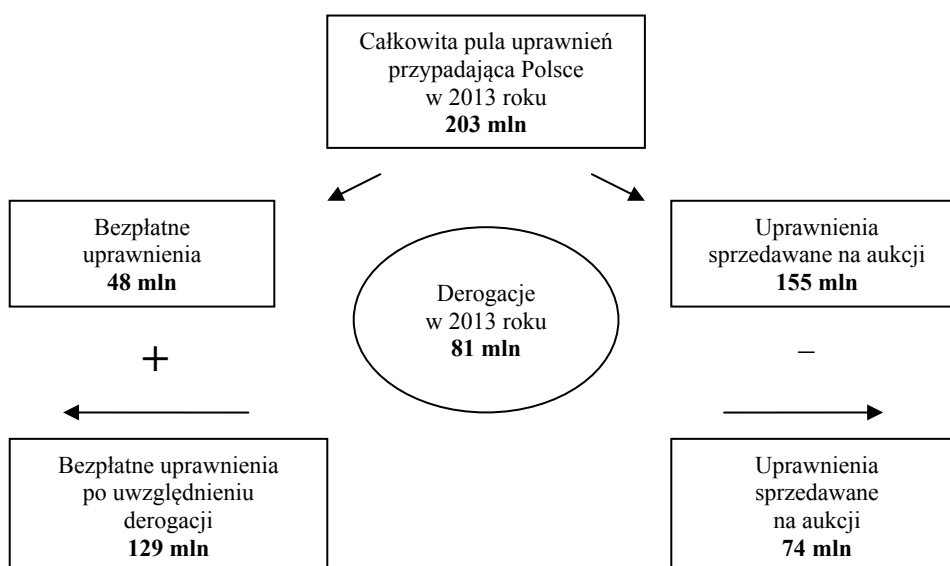 Całkowita pula uprawnień
przypadająca Polsce
w 2013 roku
203 mln
Bezpłatne
uprawnienia
48 mln
Uprawnienia
sprzedawane na aukcji
155 mln
Derogacje
w 2013 roku
81 mln
+
–
Bezpłatne uprawnienia
po uwzględnieniu
derogacji
129 mln
Uprawnienia
sprzedawane
na aukcji
74 mln